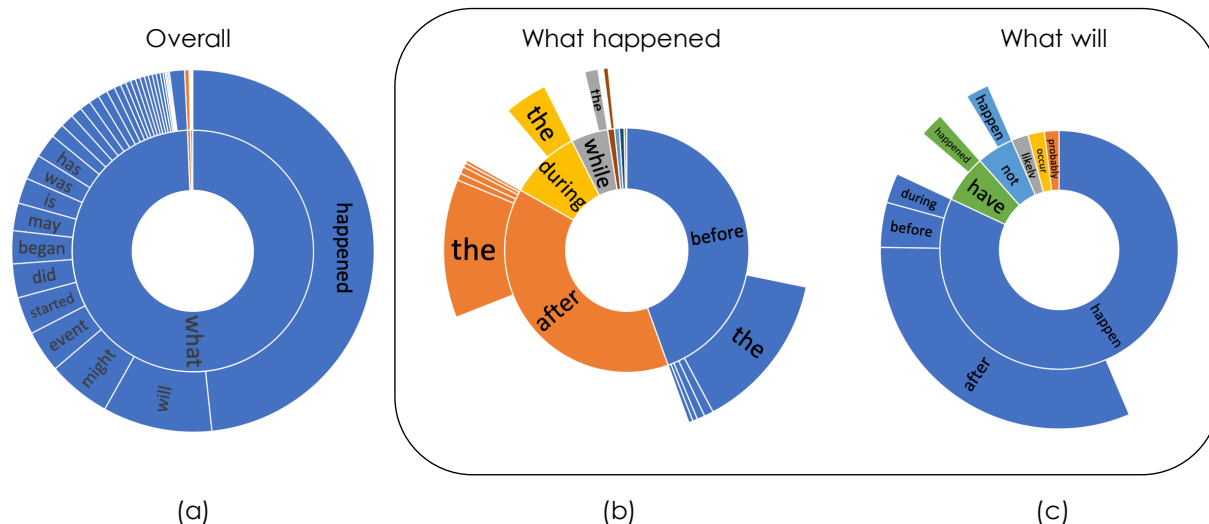 Overall
What happened
What will
happened
what
will
might
event
started
did
began
may
is
was
has
before
the
after
the
during
the
while
the
happen
after
before
during
have
happened
not
happen
likely
occur
probably
(a)
(b)
(c)